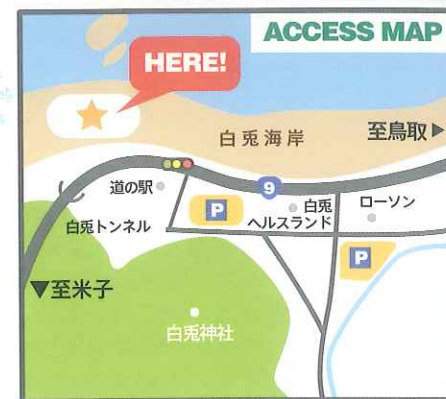 ACCESS MAP
HERE!
白兎海岸
至鳥取▶
道の駅
9
P
白兎
ヘルスランド
ローソン
白兎トンネル
P
▼至米子
白兎神社